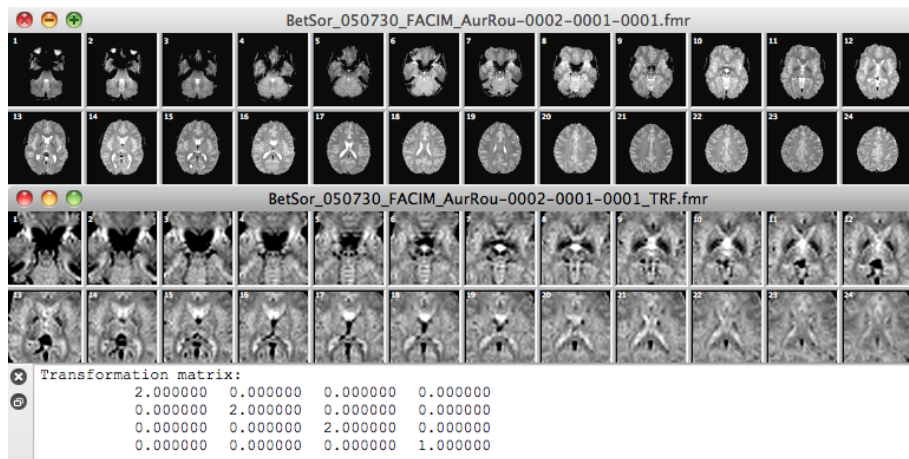 BetSor_050730_FACIM_AurRou-0002-0001-0001.fmr
1 2 3 4 5 6 7 8 9 10 11 12
13 14 15 16 17 18 19 20 21 22 23 24
BetSor_050730_FACIM_AurRou-0002-0001-0001_TRF.fmr
1 2 3 4 5 6 7 8 9 10 11 12
13 14 15 16 17 18 19 20 21 22 23 24
Transformation matrix:
2.000000 0.000000 0.000000 0.000000
0.000000 2.000000 0.000000 0.000000
0.000000 0.000000 2.000000 0.000000
0.000000 0.000000 0.000000 1.000000